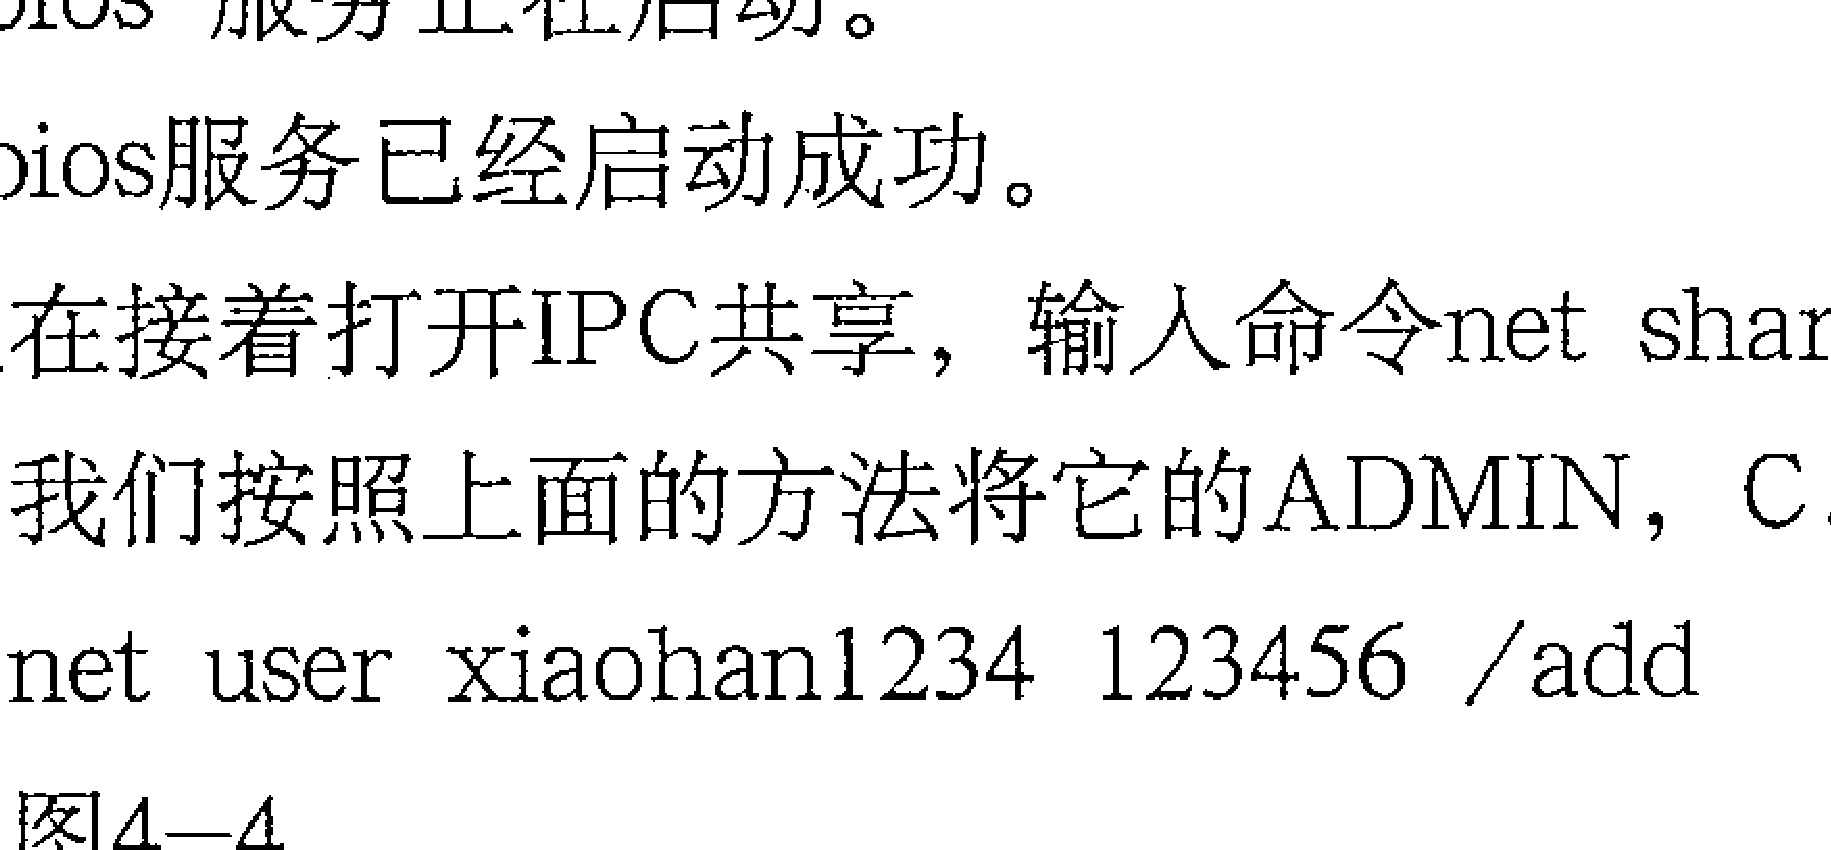 bios 服务正在启动。
bios服务已经启动成功。
在接着打开IPC共享，输入命令net shar
我们按照上面的方法将它的ADMIN，C
net user xiaohan1234 123456 /add
图4—4